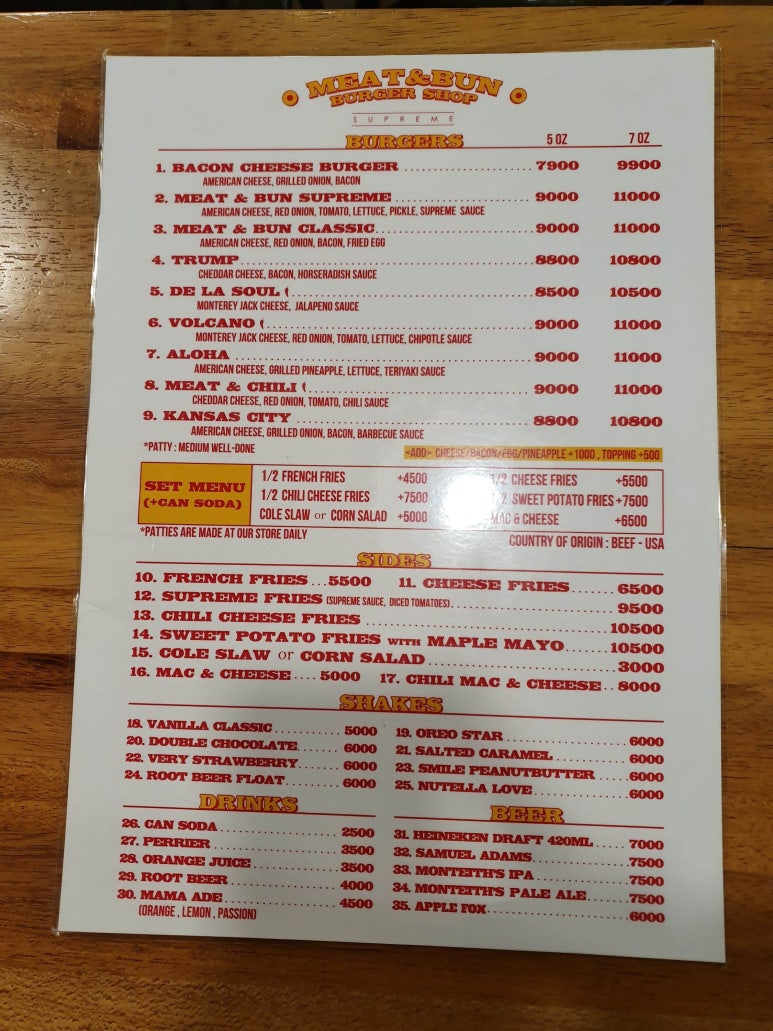 MEAT&BUN
BURGER SHOP
SUPREME
BURGERS 5 OZ 7 OZ
1. BACON CHEESE BURGER 7900 9900
AMERICAN CHEESE, GRILLED ONION, BACON
2. MEAT & BUN SUPREME 9000 11000
AMERICAN CHEESE, RED ONION, TOMATO, LETTUCE, PICKLE, SUPREME SAUCE
3. MEAT & BUN CLASSIC 9000 11000
AMERICAN CHEESE, RED ONION, BACON, FRIED EGG
4. TRUMP 8800 10800
CHEDDAR CHEESE, BACON, HORSERADISH SAUCE
5. DE LA SOUL ( 8500 10500
MONTEREY JACK CHEESE, JALAPENO SAUCE
6. VOLCANO ( 9000 11000
MONTEREY JACK CHEESE, RED ONION, TOMATO, LETTUCE, CHIPOTLE SAUCE
7. ALOHA 9000 11000
AMERICAN CHEESE, GRILLED PINEAPPLE, LETTUCE, TERIYAKI SAUCE
8. MEAT & CHILI ( 9000 11000
CHEDDAR CHEESE, RED ONION, TOMATO, CHILI SAUCE
9. KANSAS CITY 8800 10800
AMERICAN CHEESE, GRILLED ONION, BACON, BARBECUE SAUCE
*PATTY : MEDIUM WELL-DONE <ADD> CHEESE/BACON/EGG/PINEAPPLE +1000 , TOPPING +500
SET MENU
(+CAN SODA)
1/2 FRENCH FRIES +4500 1/2 CHEESE FRIES +5500
1/2 CHILI CHEESE FRIES +7500 1/2 SWEET POTATO FRIES +7500
COLE SLAW or CORN SALAD +5000 MAC & CHEESE +6500
*PATTIES ARE MADE AT OUR STORE DAILY COUNTRY OF ORIGIN : BEEF - USA
SIDES
10. FRENCH FRIES ...5500 11. CHEESE FRIES 6500
12. SUPREME FRIES (SUPREME SAUCE, DICED TOMATOES) 9500
13. CHILI CHEESE FRIES 10500
14. SWEET POTATO FRIES WITH MAPLE MAYO 10500
15. COLE SLAW or CORN SALAD 3000
16. MAC & CHEESE .... 5000 17. CHILI MAC & CHEESE .. 8000
SHAKES
18. VANILLA CLASSIC 5000 19. OREO STAR 6000
20. DOUBLE CHOCOLATE 6000 21. SALTED CARAMEL 6000
22. VERY STRAWBERRY 6000 23. SMILE PEANUTBUTTER 6000
24. ROOT BEER FLOAT 6000 25. NUTELLA LOVE 6000
DRINKS
26. CAN SODA 2500
27. PERRIER 3500
28. ORANGE JUICE 3500
29. ROOT BEER 4000
30. MAMA ADE 4500
(ORANGE , LEMON , PASSION)
BEER
31. HEINEKEN DRAFT 420ML 7000
32. SAMUEL ADAMS 7500
33. MONTEITH'S IPA 7500
34. MONTEITH'S PALE ALE 7500
35. APPLE FOX 6000